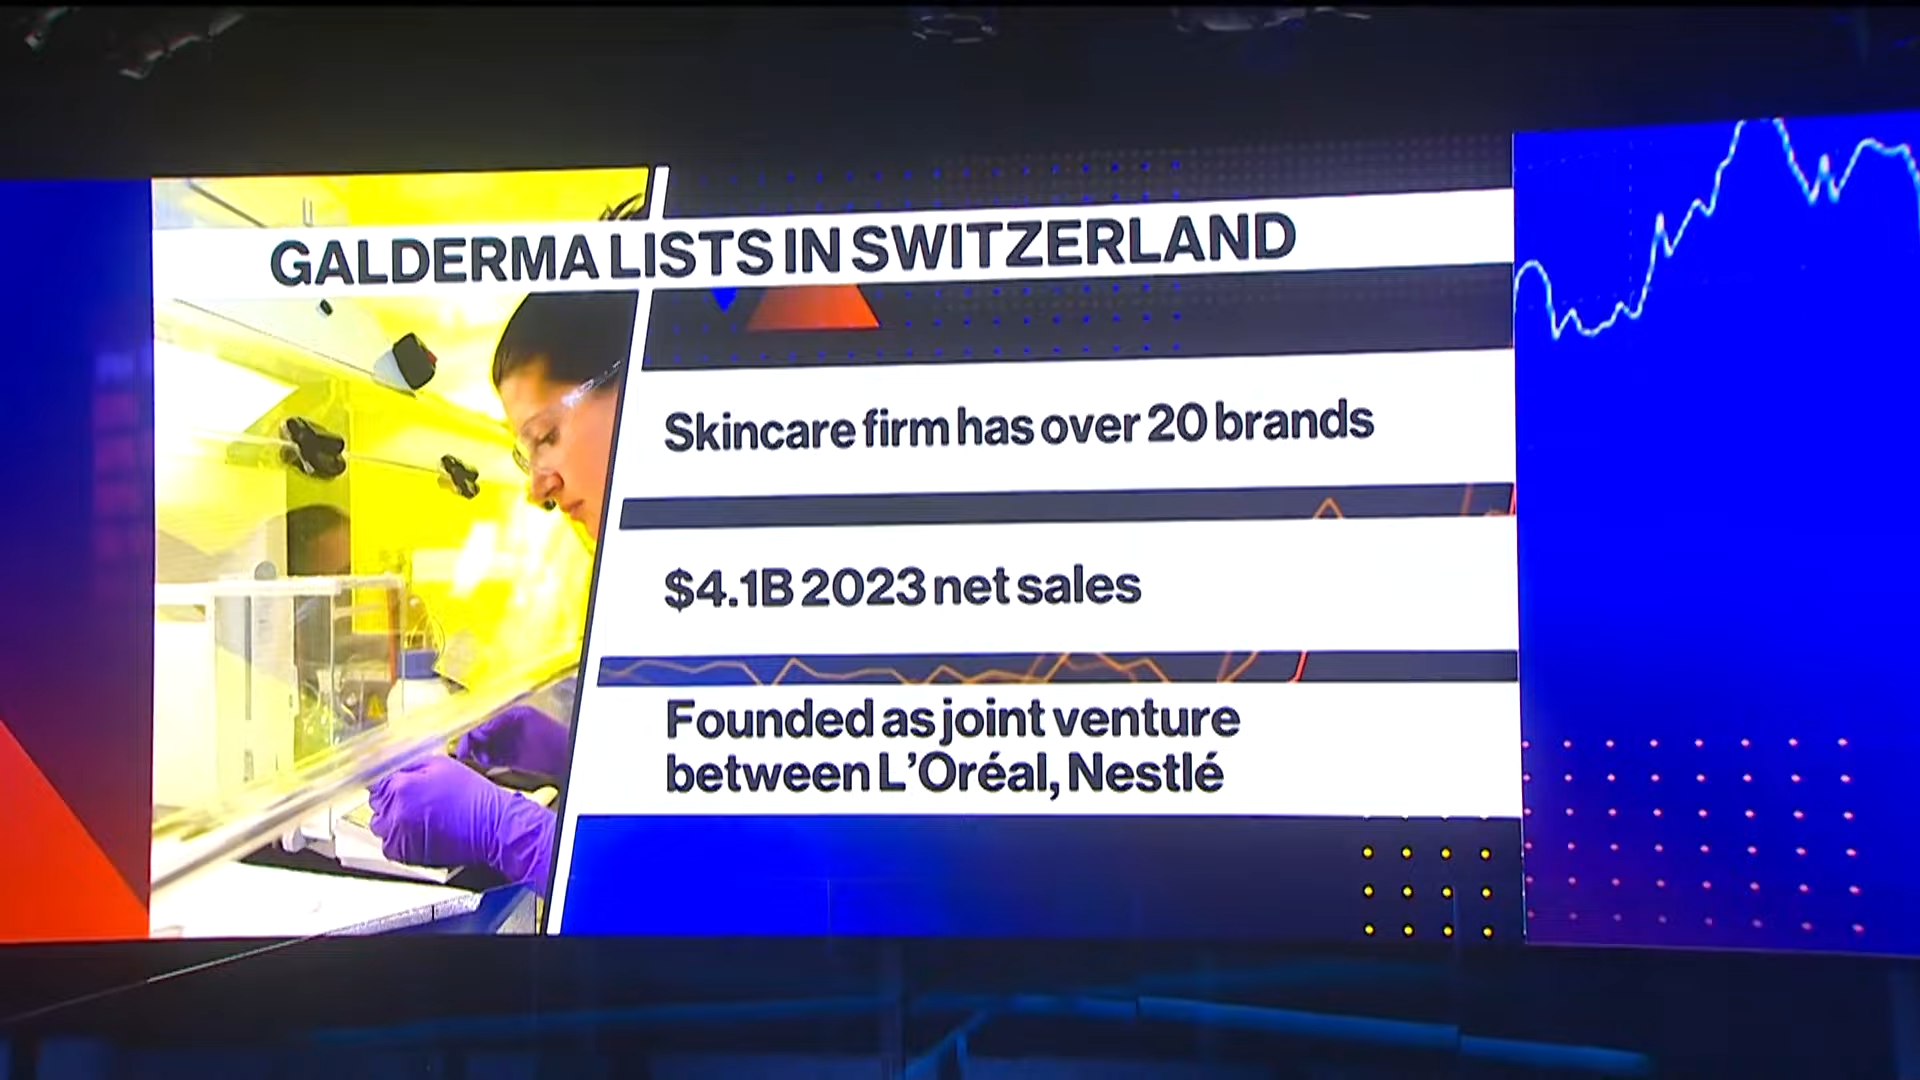 GALDERMA LISTS IN SWITZERLAND
Skincare firm has over 20 brands
$4.1B 2023 net sales
Founded as joint venture
between L'Oréal, Nestlé